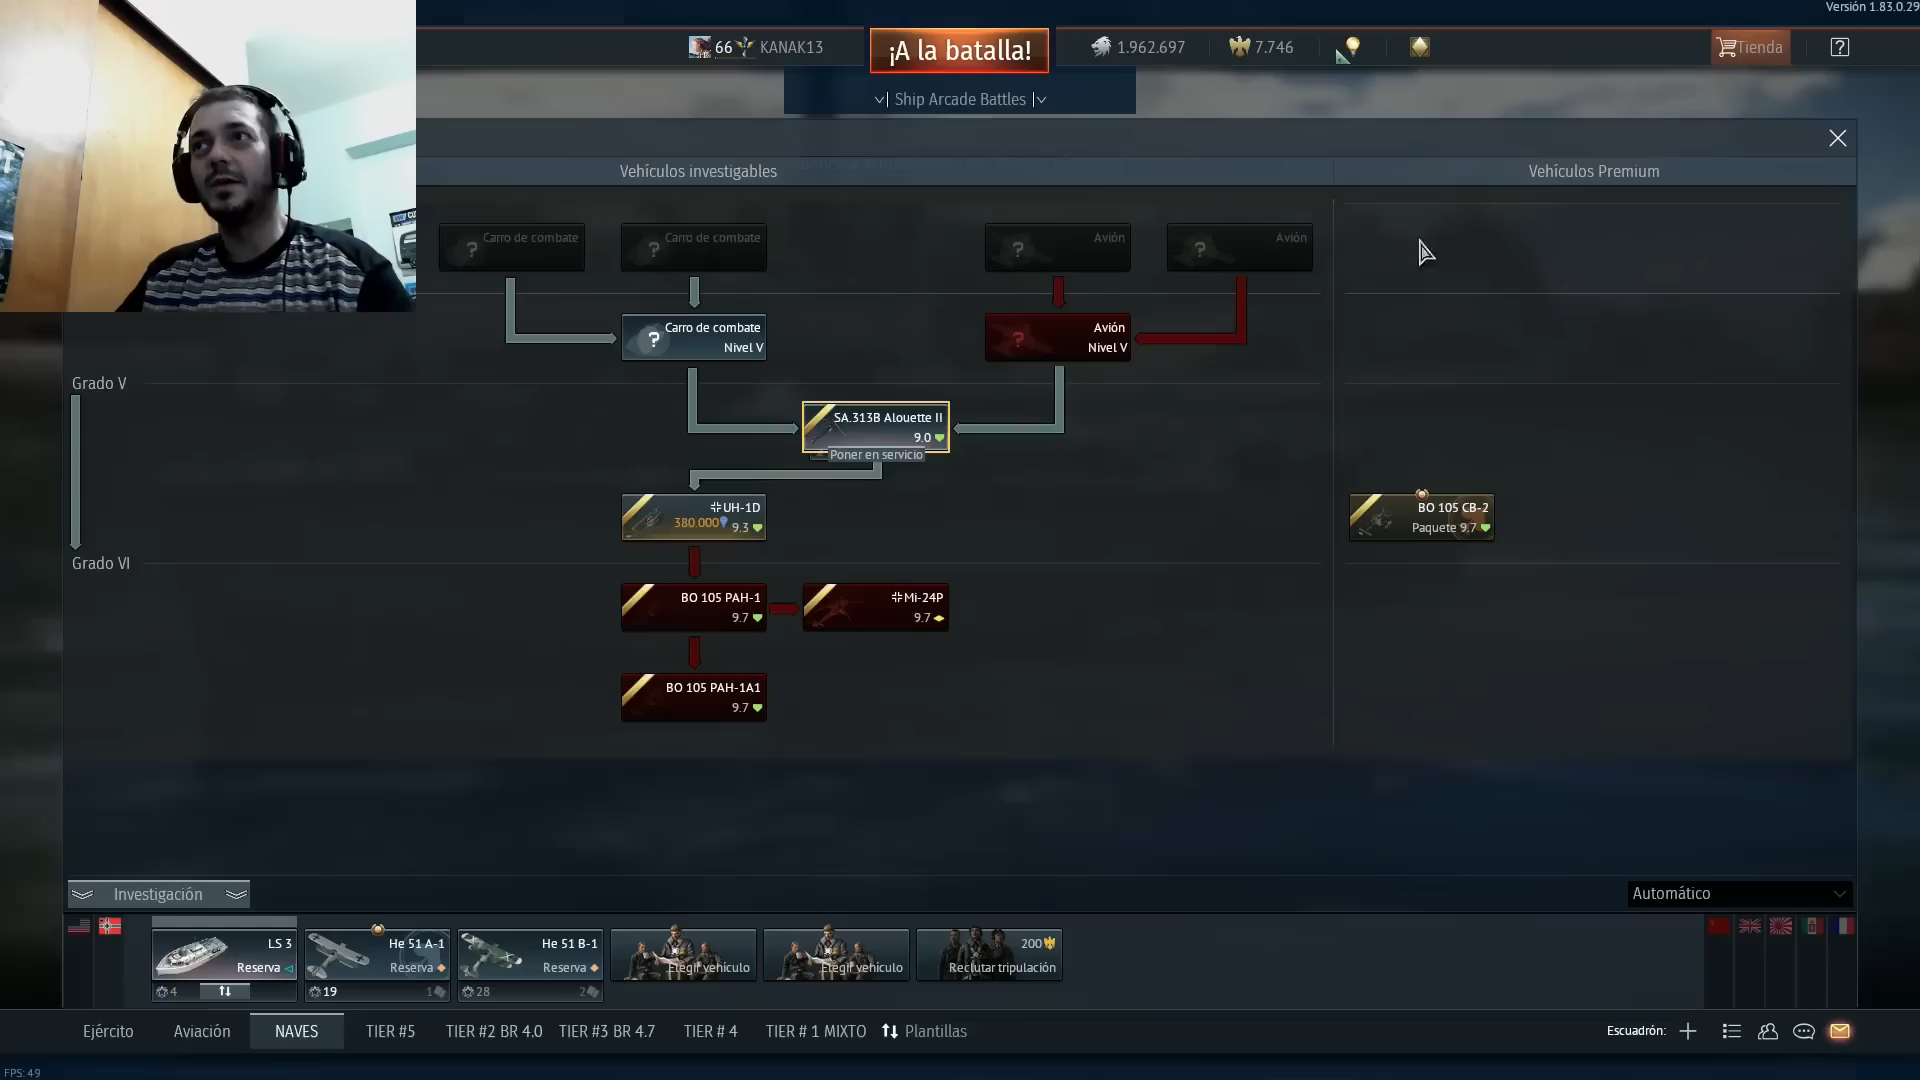 Versión 1.83.0.29
66 KANAK13
¡A la batalla!
1.962.697
7.746
Tienda
?
Ship Arcade Battles
Vehículos investigables
Vehículos Premium
Carro de combate
Carro de combate
Avión
Avión
Carro de combate
Nivel V
Avión
Nivel V
Grado V
SA.313B Alouette II
9.0
Poner en servicio
UH-1D
380.000 9.3
BO 105 CB-2
Paquete 9.7
Grado VI
BO 105 PAH-1
9.7
Mi-24P
9.7
BO 105 PAH-1A1
9.7
Investigación
Automático
LS 3
Reserva
4
He 51 A-1
Reserva
19 1
He 51 B-1
Reserva
28 2
Elegir vehículo
Elegir vehículo
200
Reclutar tripulación
Ejército
Aviación
NAVES
TIER #5
TIER #2 BR 4.0
TIER #3 BR 4.7
TIER # 4
TIER # 1 MIXTO
Plantillas
Escuadrón:
FPS: 49